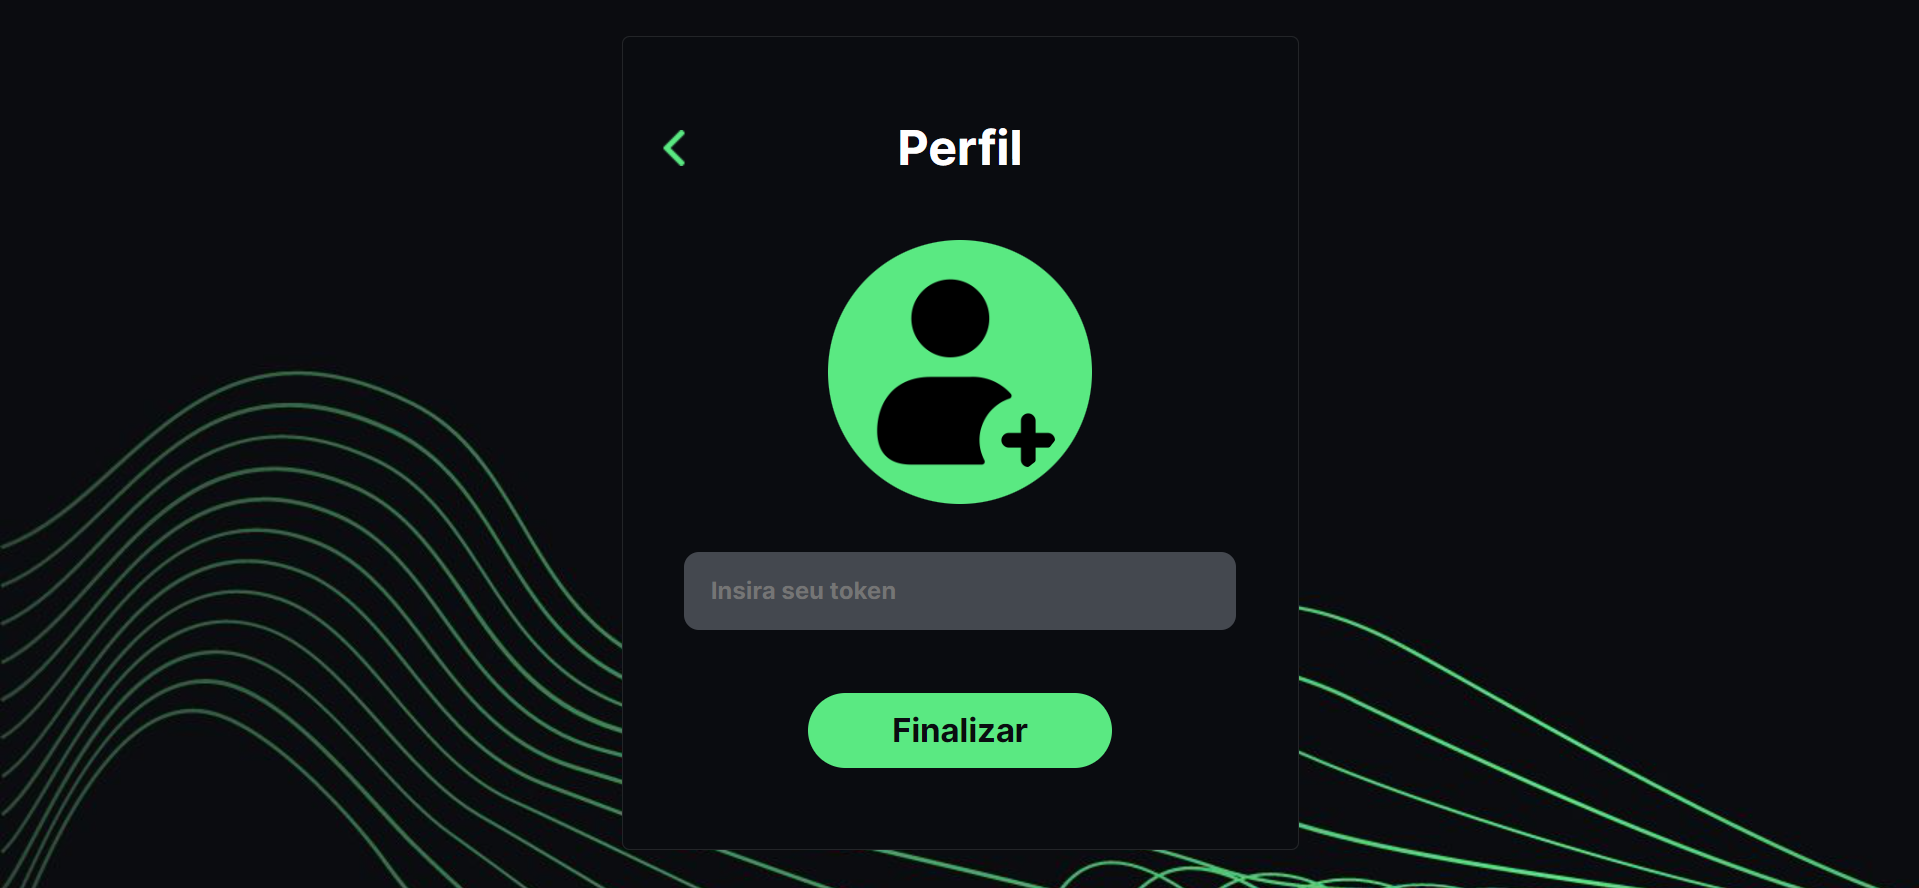 Perfil
Insira seu token
Finalizar